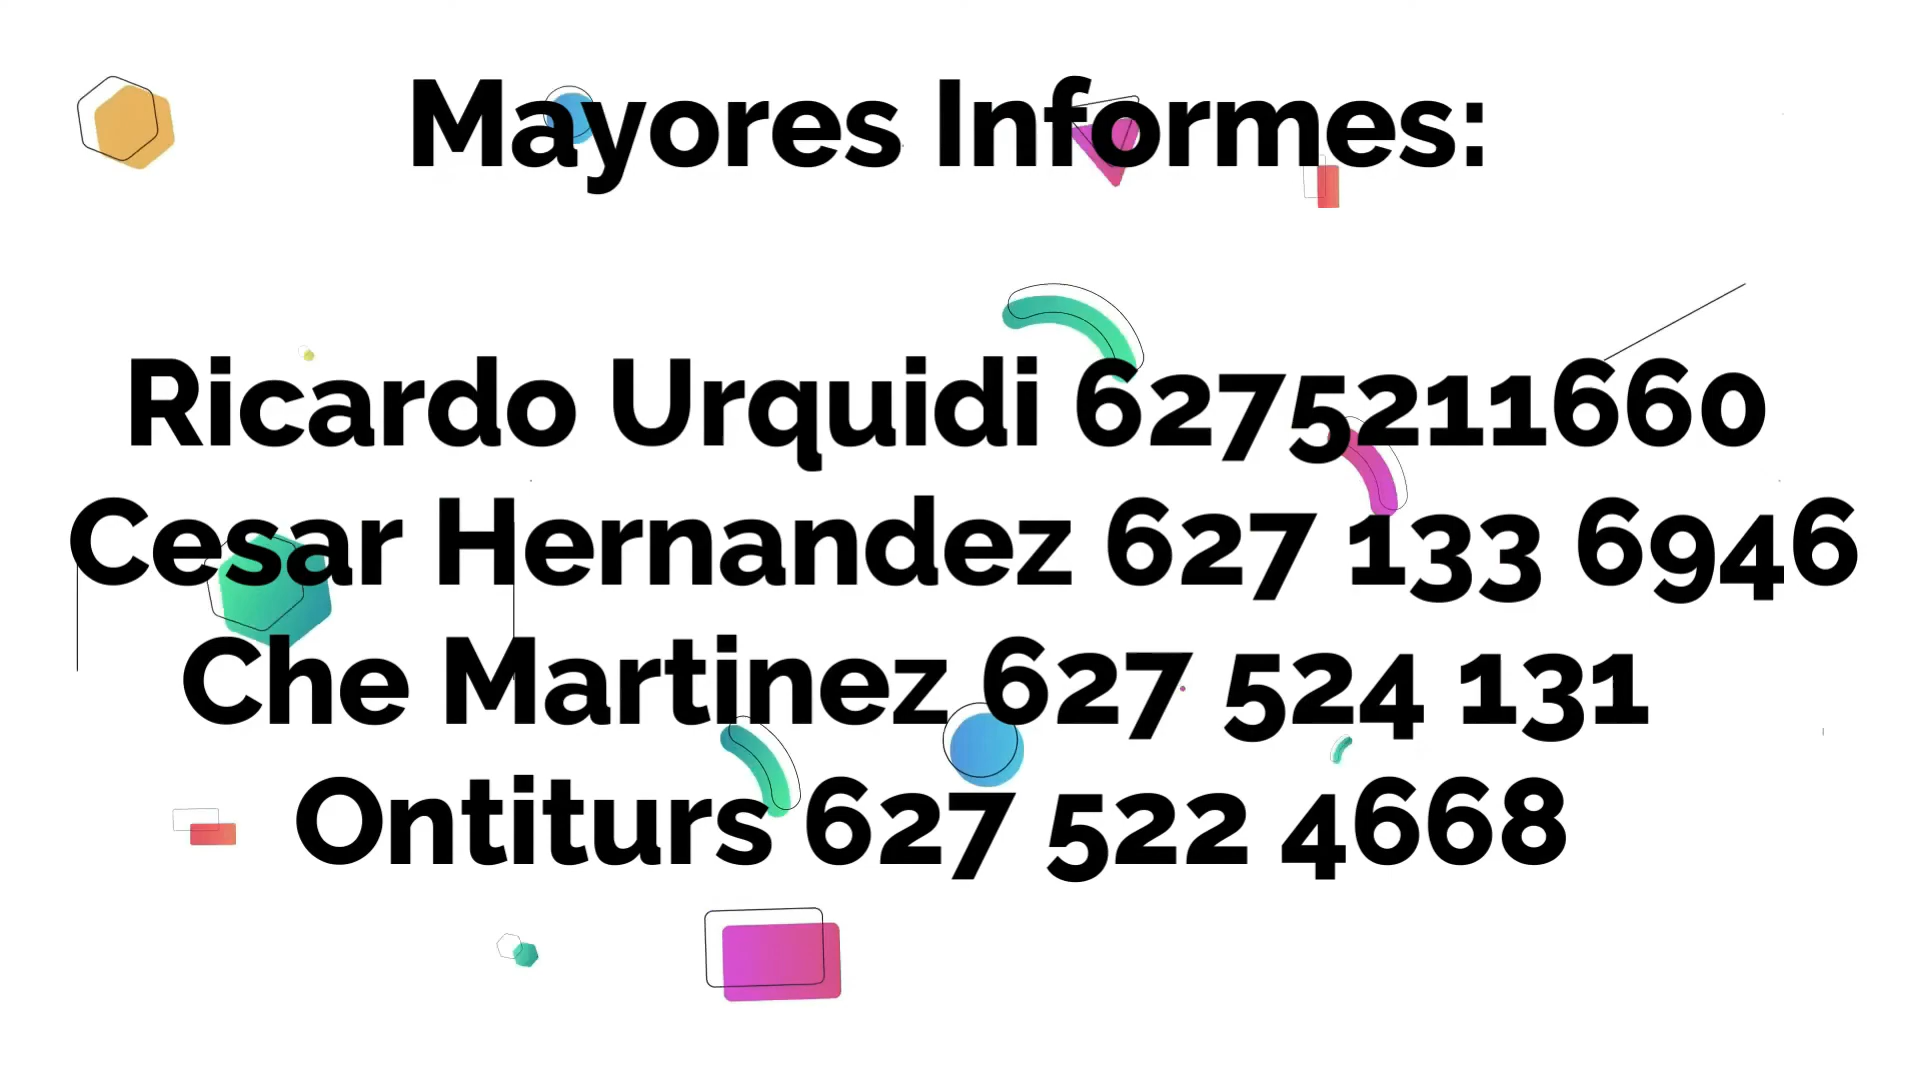 Mayores Informes:
Ricardo Urquidi 6275211660
Cesar Hernandez 627 133 6946
Che Martinez 627 524 131
Ontiturs 627 522 4668